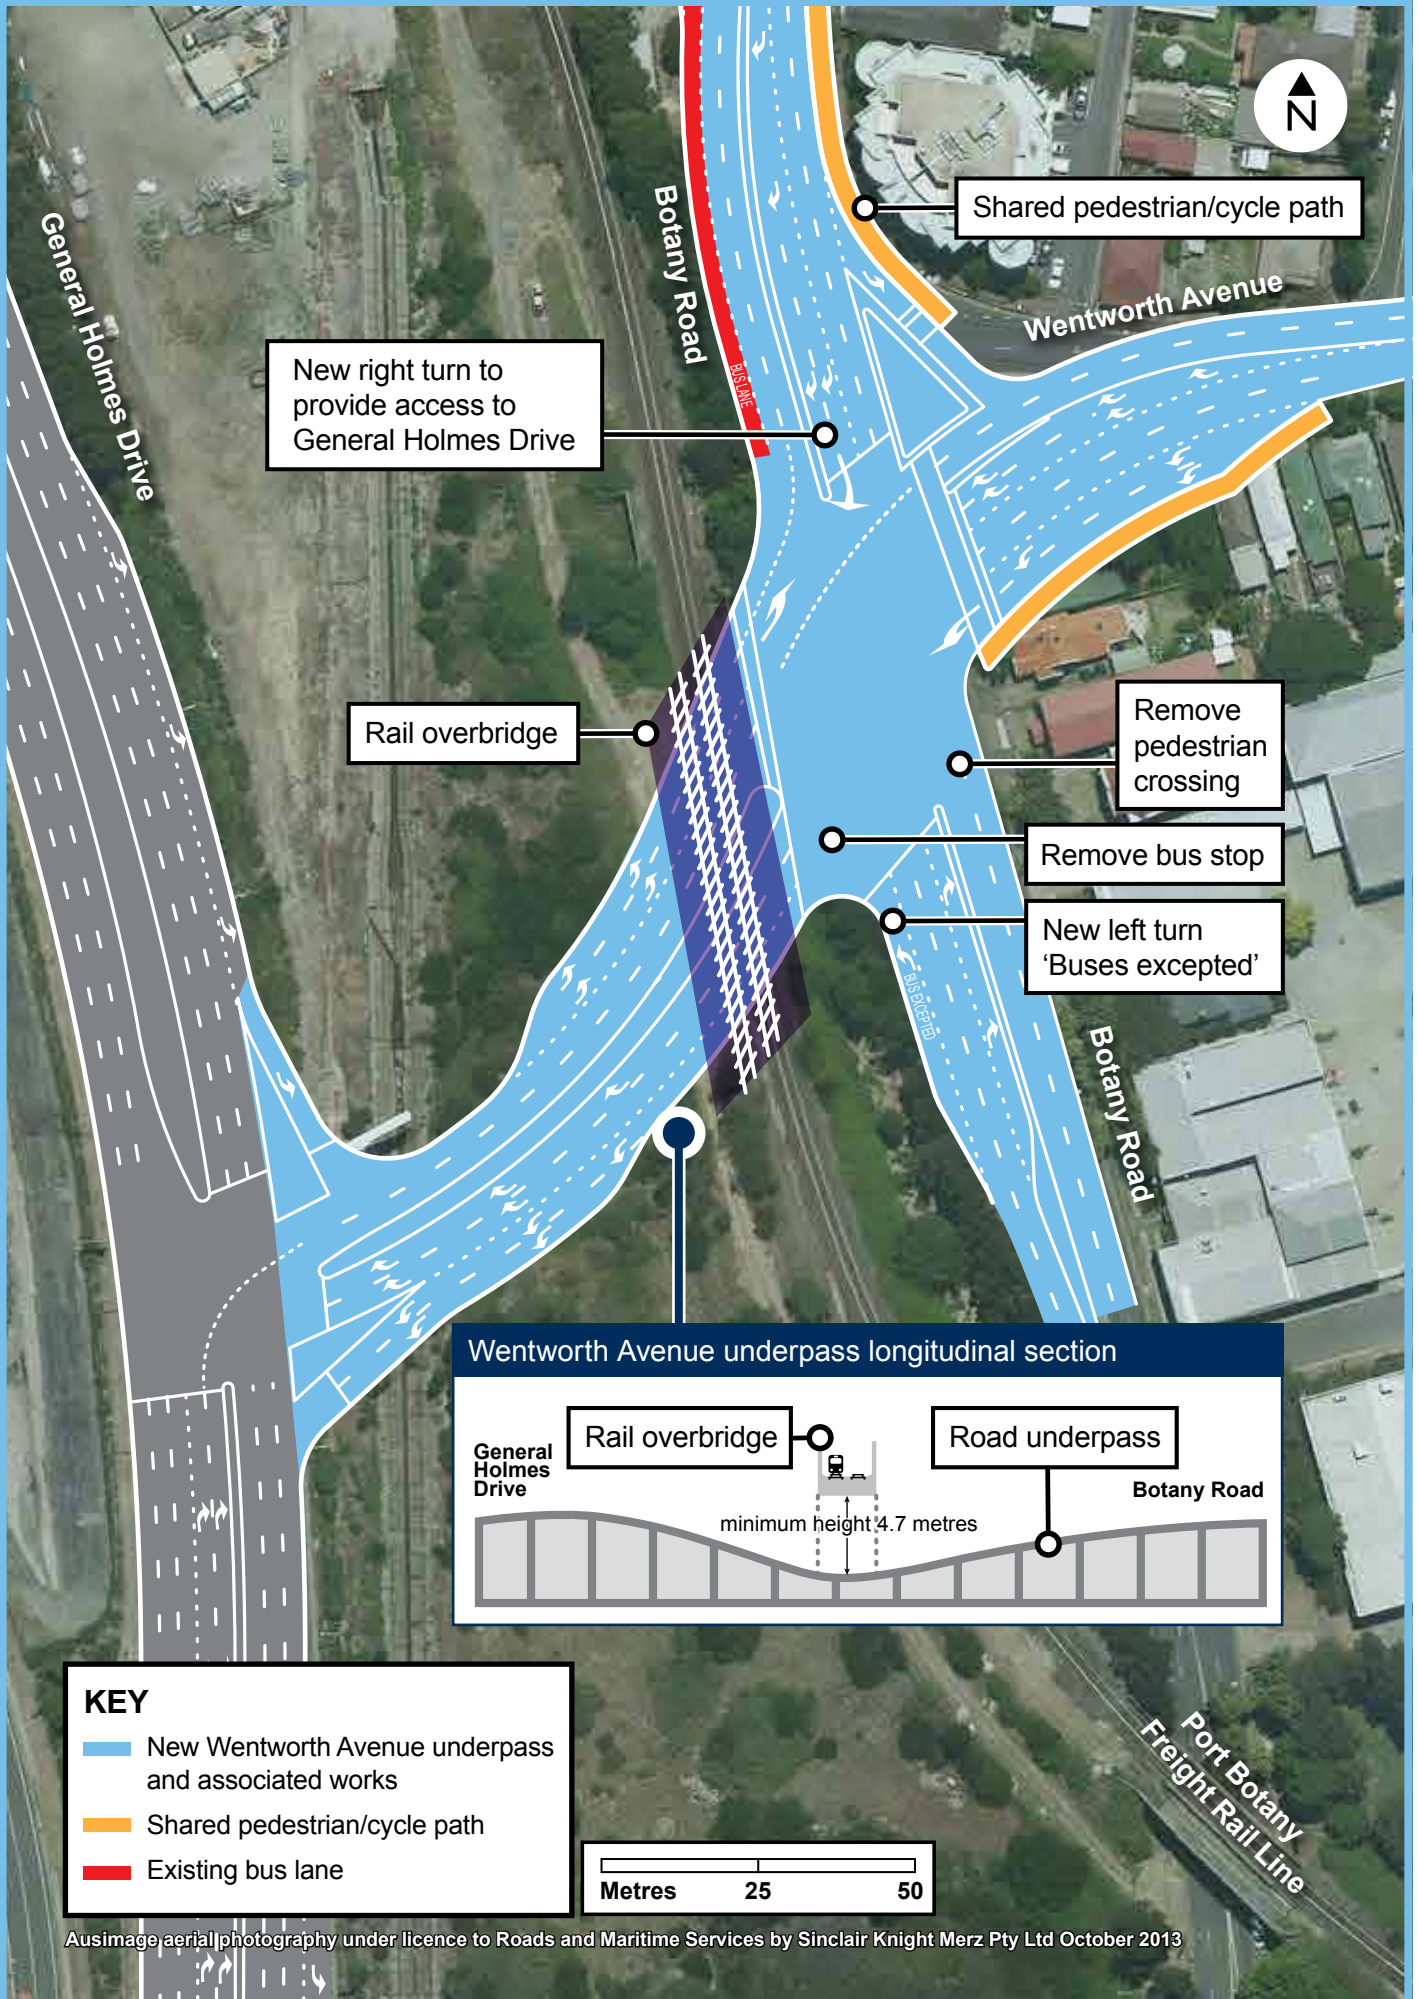 N
Shared pedestrian/cycle path
Botany Road
General Holmes Drive
Wentworth Avenue
New right turn to
provide access to
General Holmes Drive
BUS LANE
Rail overbridge
Remove
pedestrian
crossing
Remove bus stop
New left turn
‘Buses excepted’
BUS EXCEPTED
Botany Road
Wentworth Avenue underpass longitudinal section
Rail overbridge
Road underpass
General
Holmes
Drive
Botany Road
minimum height 4.7 metres
KEY
New Wentworth Avenue underpass
and associated works
Shared pedestrian/cycle path
Existing bus lane
Metres 25 50
Port Botany
Freight Rail Line
Ausimage aerial photography under licence to Roads and Maritime Services by Sinclair Knight Merz Pty Ltd October 2013